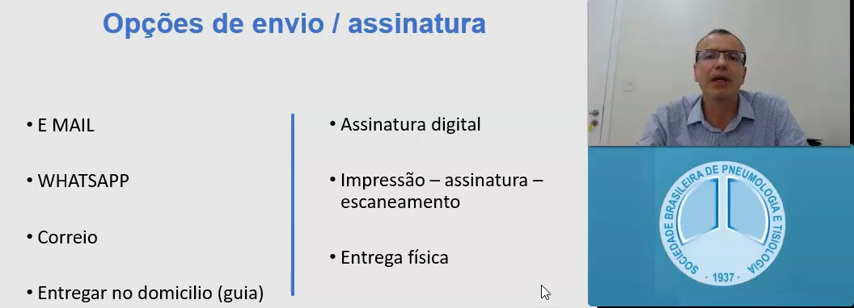 Opções de envio / assinatura
• E MAIL
• WHATSAPP
• Correio
• Entregar no domicilio (guia)
• Assinatura digital
• Impressão – assinatura –
escaneamento
• Entrega física
SOCIEDADE BRASILEIRA DE PNEUMOLOGIA E TISIOLOGIA
· 1937 ·